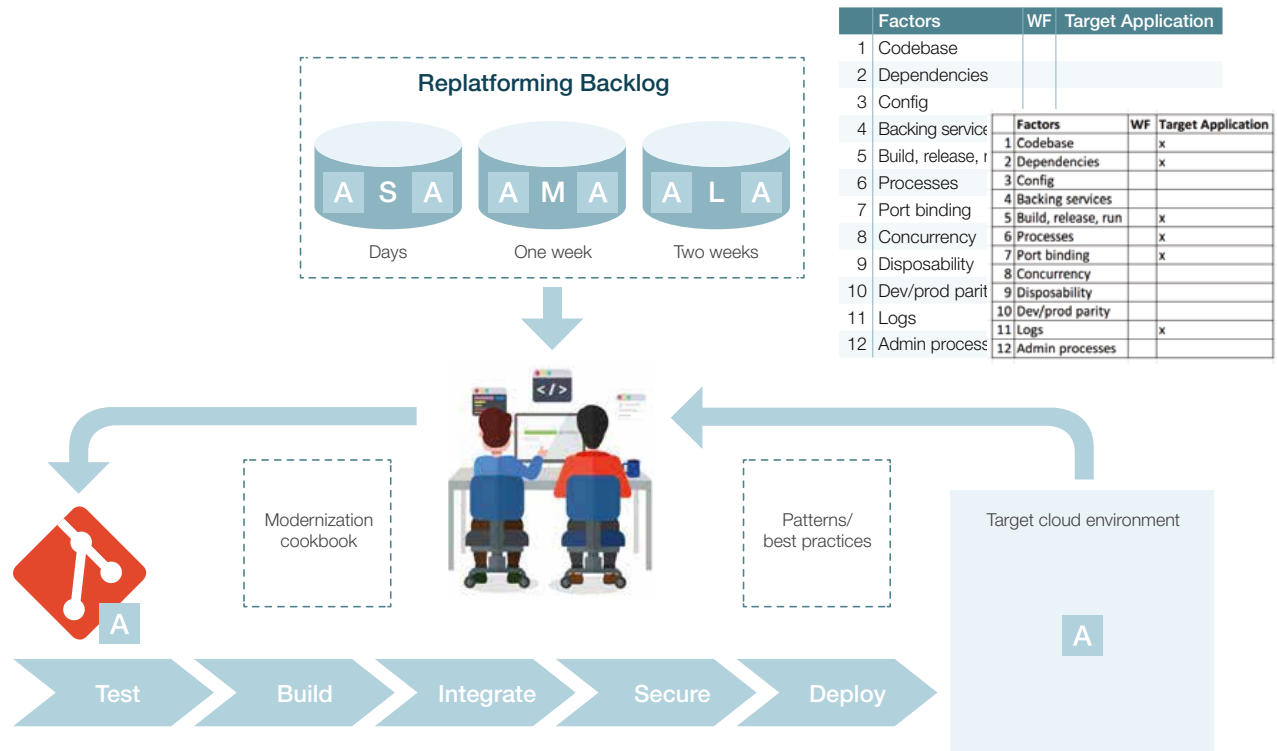 Factors WF Target Application
1 Codebase
2 Dependencies
3 Config
4 Backing service
5 Build, release, r
6 Processes
7 Port binding
8 Concurrency
9 Disposability
10 Dev/prod parit
11 Logs
12 Admin process
Factors WF Target Application
1 Codebase x
2 Dependencies x
3 Config
4 Backing services
5 Build, release, run x
6 Processes x
7 Port binding x
8 Concurrency
9 Disposability
10 Dev/prod parity
11 Logs x
12 Admin processes
Replatforming Backlog
A S A A M A A L A
Days One week Two weeks
</>
Modernization
cookbook
Patterns/
best practices
Target cloud environment
A
A
Test Build Integrate Secure Deploy